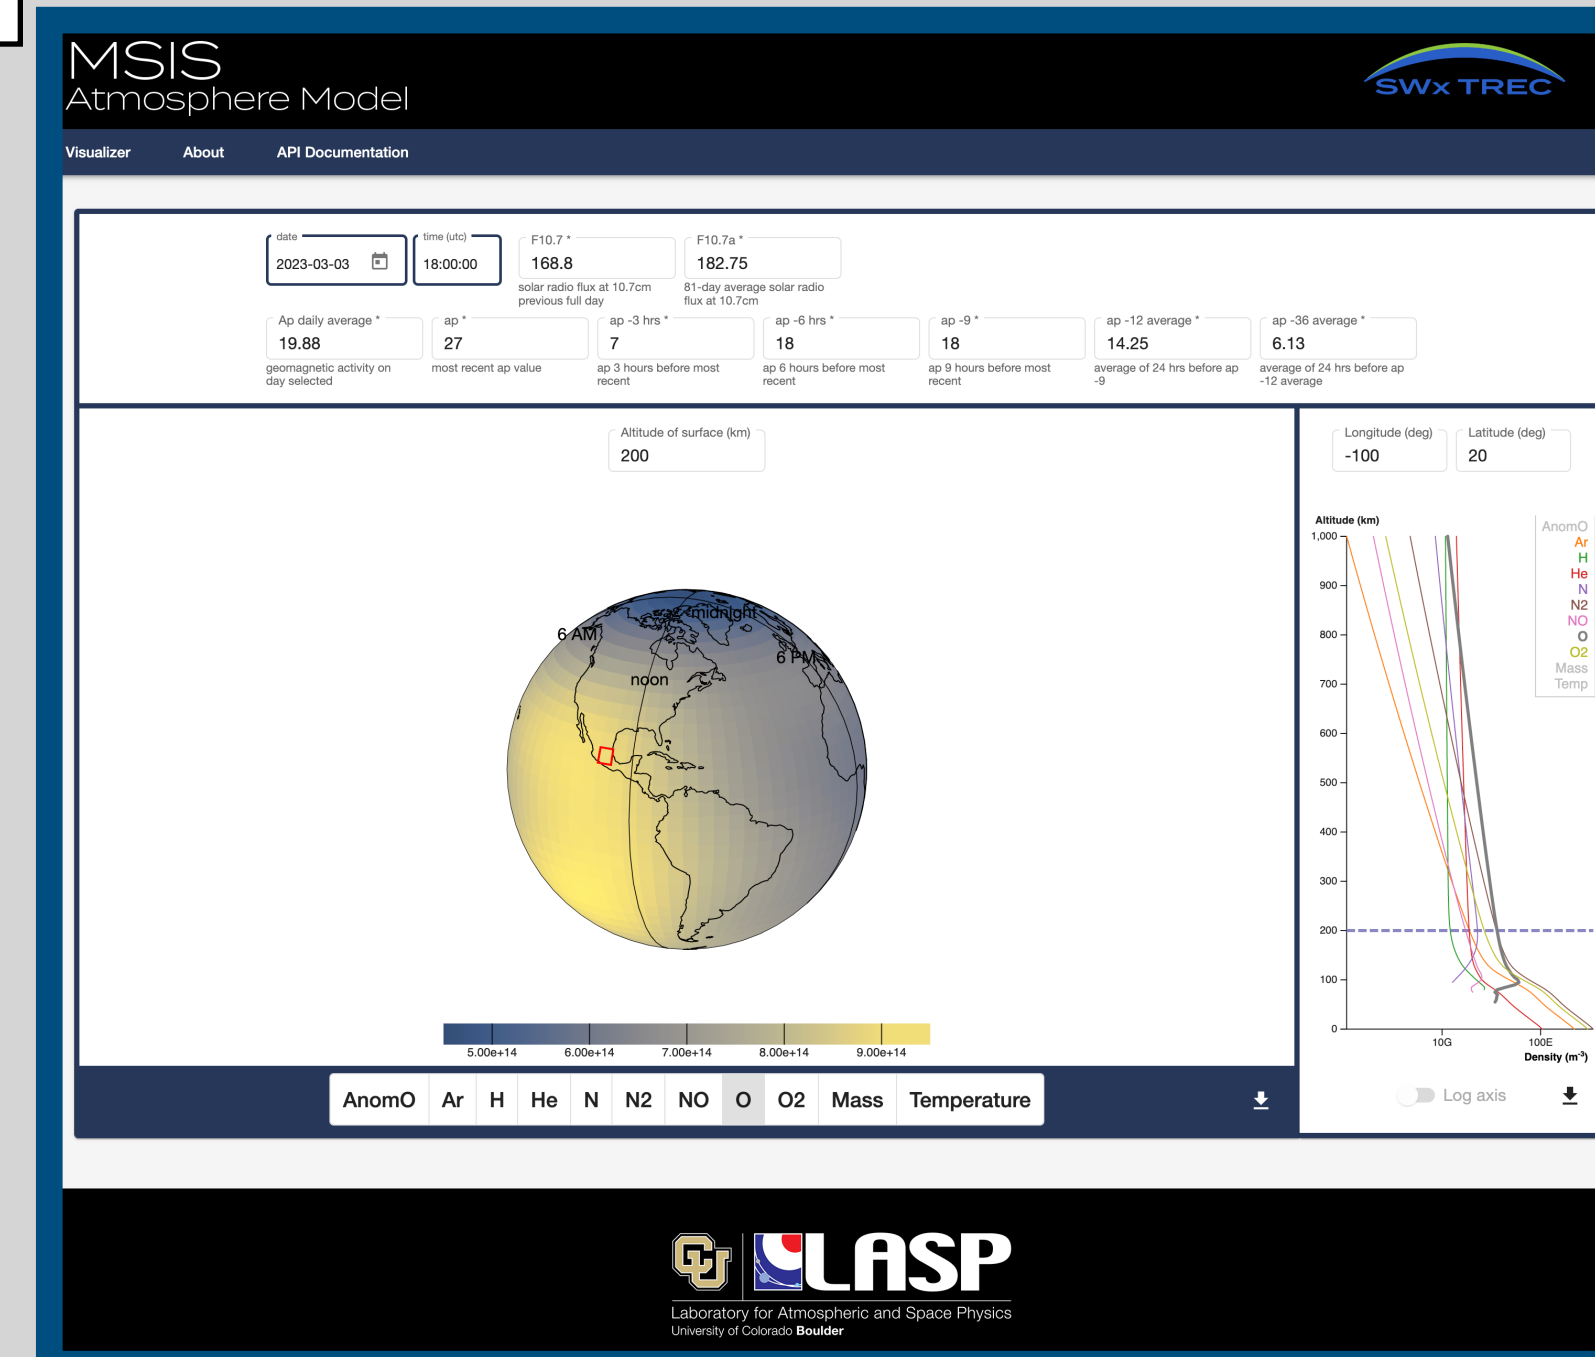 MSIS
Atmosphere Model
SWx TREC
Visualizer About API Documentation
date time (utc) F10.7 * F10.7a *
2023-03-03 18:00:00 168.8 182.75
solar radio flux at 10.7cm previous full day
81-day average solar radio flux at 10.7cm
Ap daily average * ap * ap -3 hrs * ap -6 hrs * ap -9 * ap -12 average * ap -36 average *
19.88 27 7 18 18 14.25 6.13
geomagnetic activity on day selected
most recent ap value
ap 3 hours before most recent
ap 6 hours before most recent
ap 9 hours before most recent
average of 24 hrs before ap -9
average of 24 hrs before ap -12 average
Altitude of surface (km)
200
midnight
6 AM
6 PM
noon
5.00e+14 6.00e+14 7.00e+14 8.00e+14 9.00e+14
AnomO Ar H He N N2 NO O O2 Mass Temperature
Longitude (deg) Latitude (deg)
-100 20
Altitude (km)
1,000
900
800
700
600
500
400
300
200
100
0
AnomO
Ar
H
He
N
N2
NO
O
O2
Mass
Temp
10G 100E
Density (m-3)
Log axis
CU LASP
Laboratory for Atmospheric and Space Physics
University of Colorado Boulder